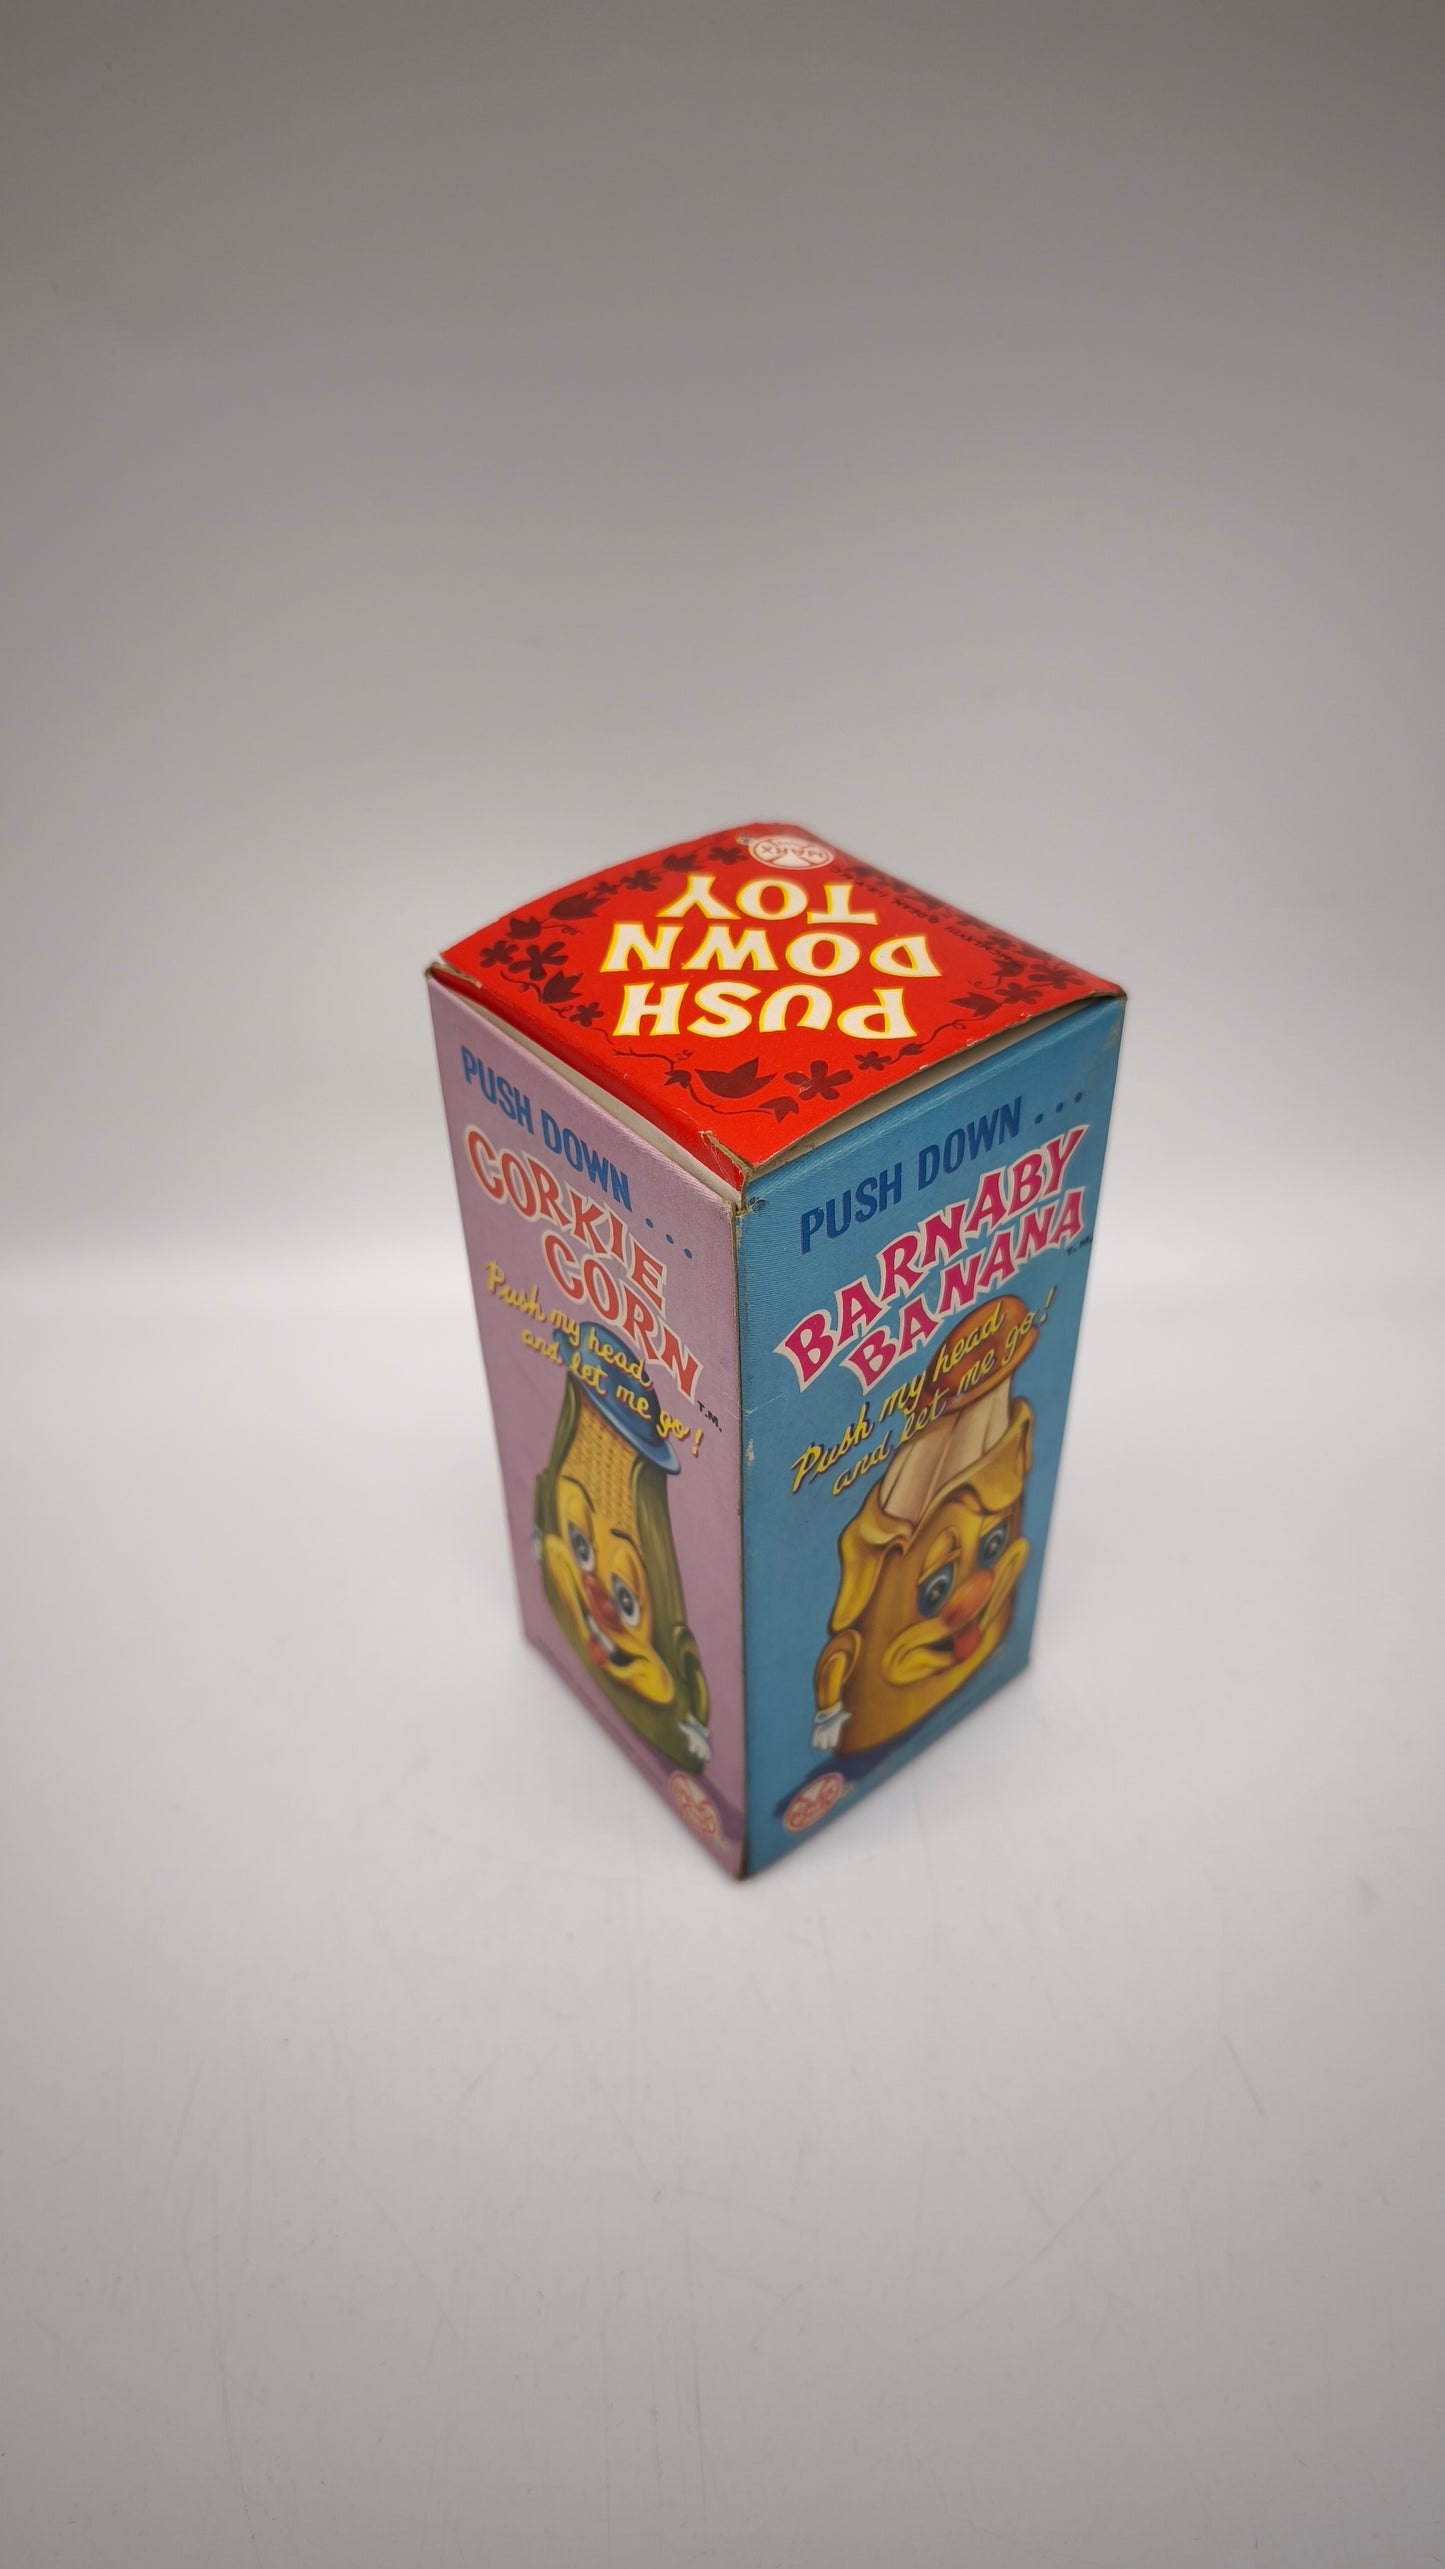 PUSH
DOWN
TOY
MARX
PUSH DOWN...
CORKIE
CORN
T.M.
Push my head
and let me go!
PUSH DOWN...
BARNABY
BANANA
T.M.
Push my head
and let me go!